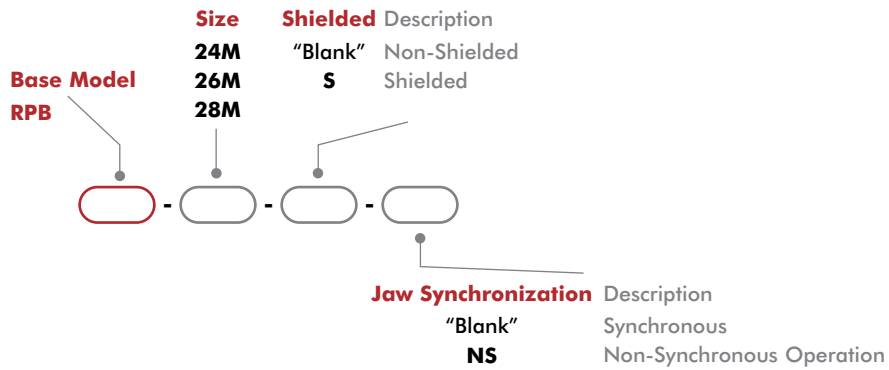 Size Shielded Description
24M "Blank" Non-Shielded
Base Model 26M S Shielded
RPB 28M
- - -
Jaw Synchronization Description
"Blank" Synchronous
NS Non-Synchronous Operation